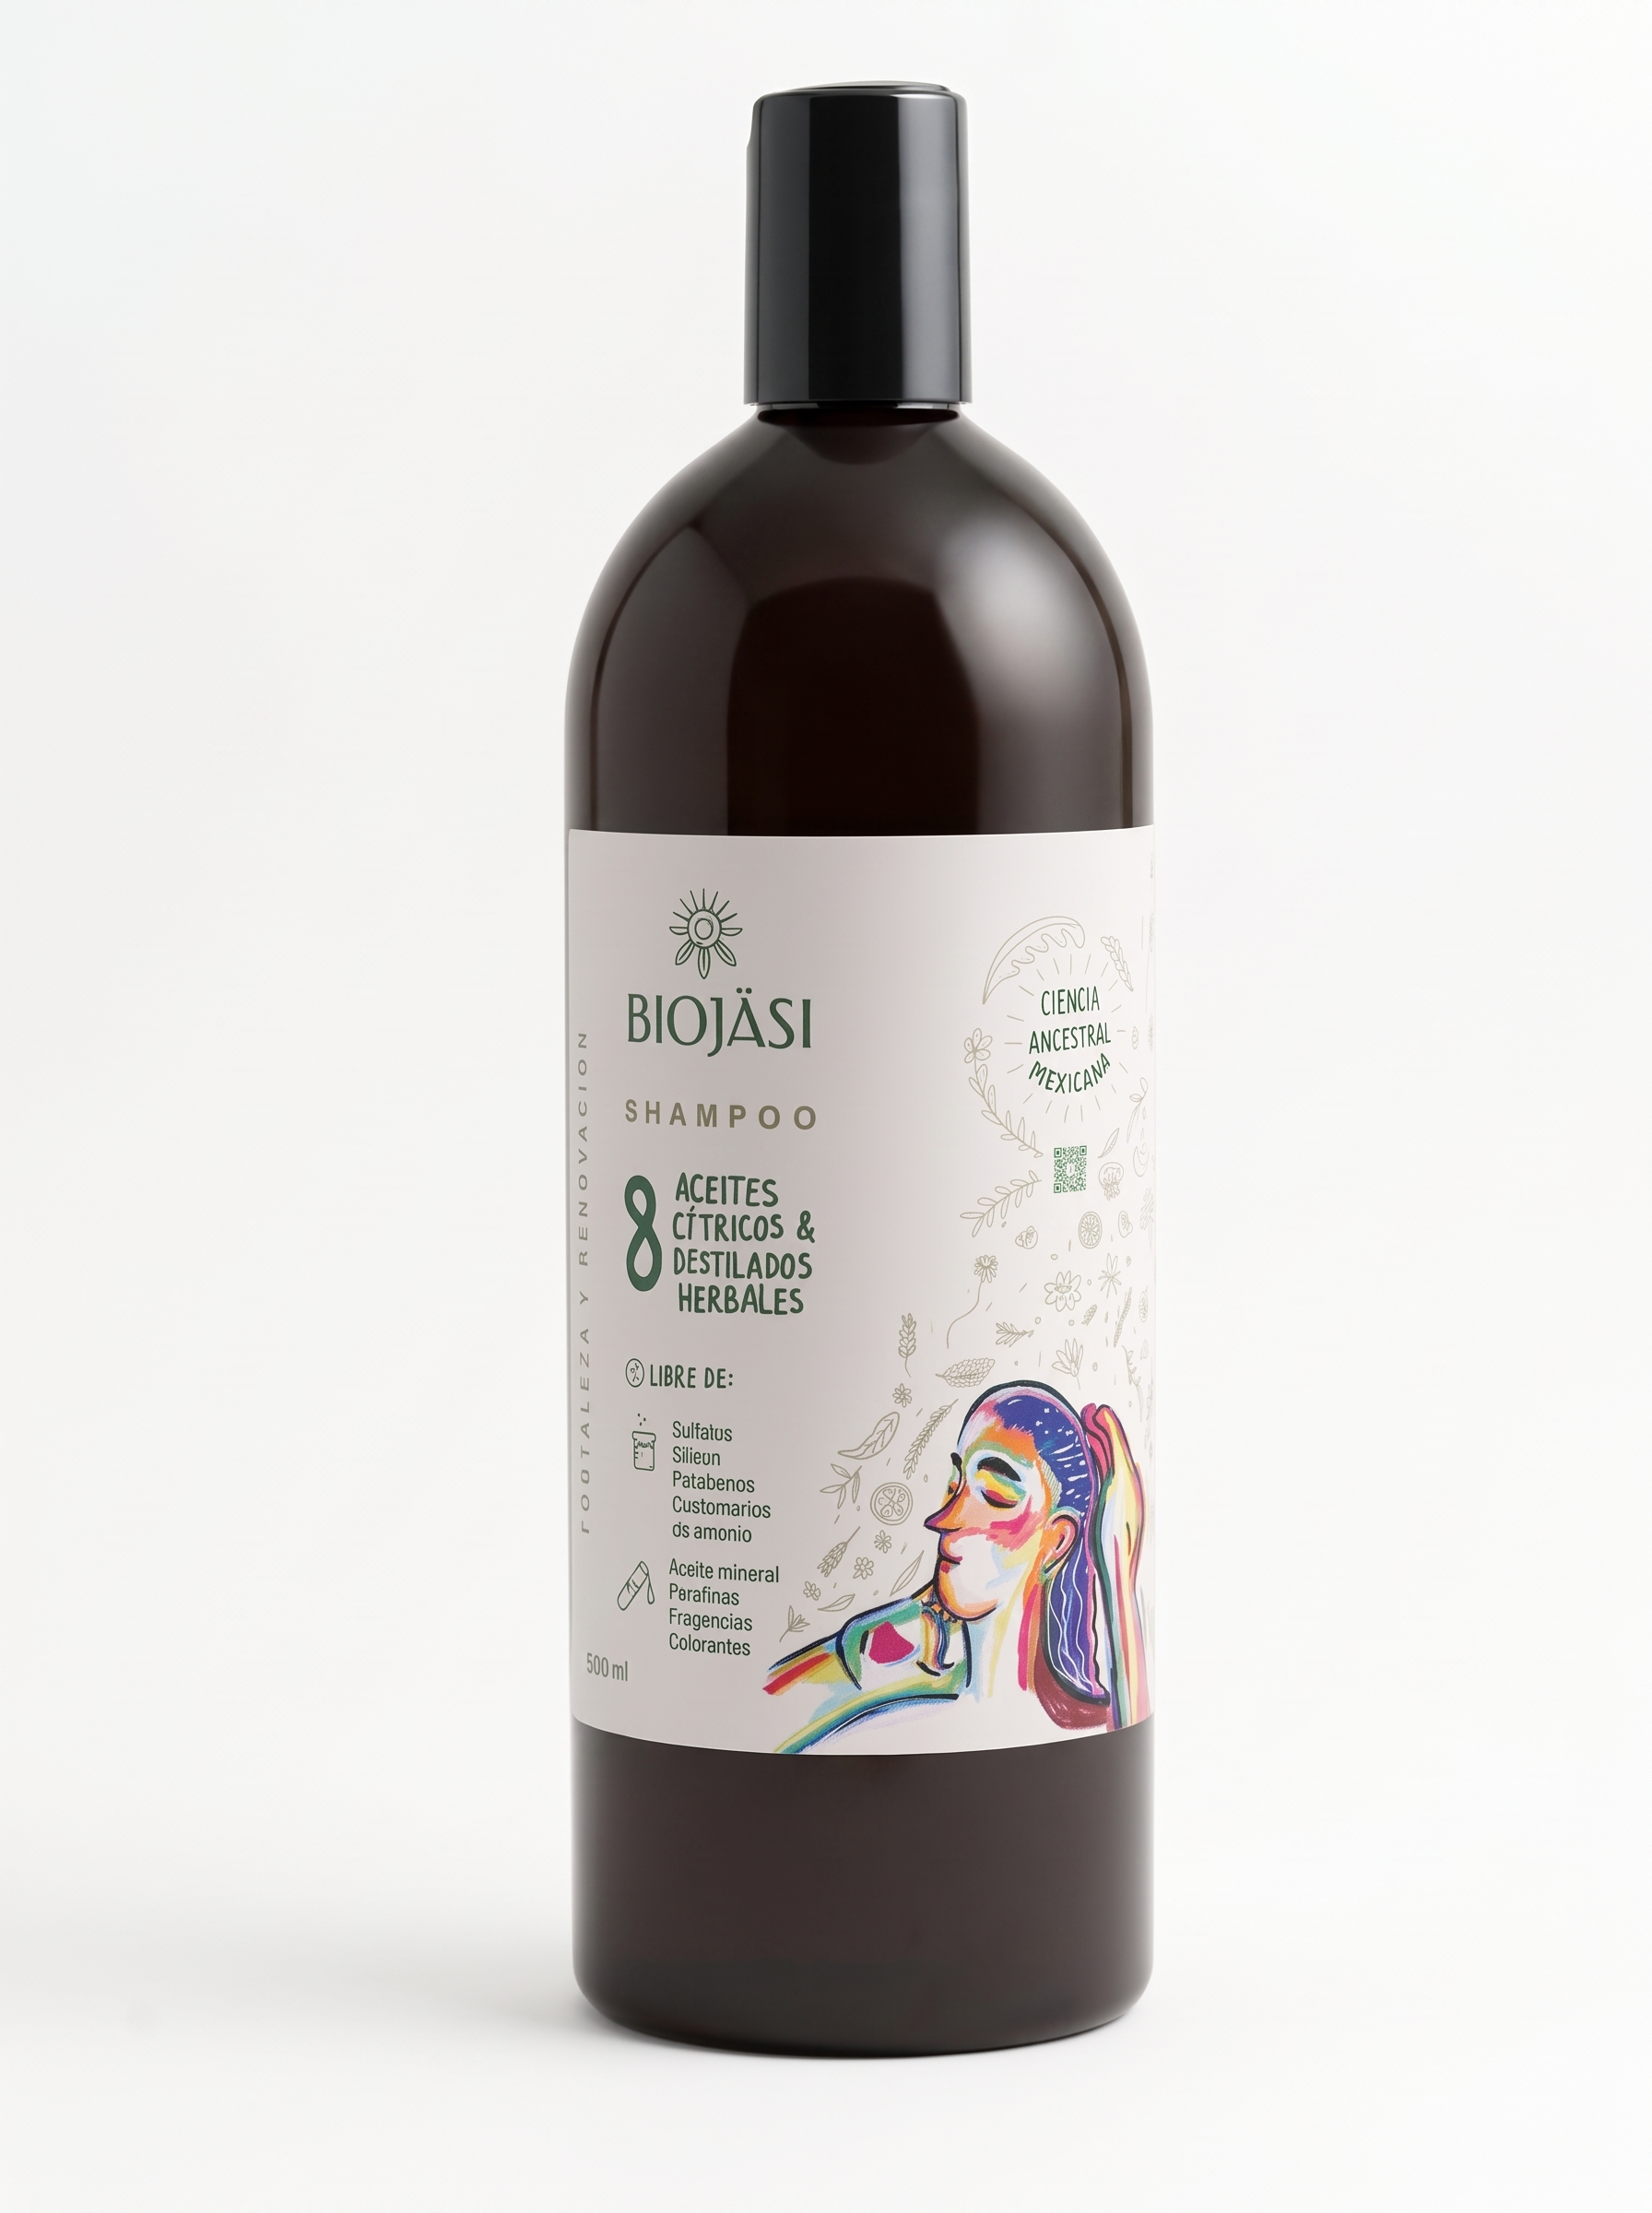 BIOJÄSI
SHAMPOO
8
ACEITES
CÍTRICOS &
DESTILADOS
HERBALES
LIBRE DE:
Sulfatus
Silieun
Patabenos
Customarios
ds amonio
Aceite mineral
Perafinas
Fragencias
Colorantes
500 ml
FOOTALEZA Y RENOVACION
CIENCIA
ANCESTRAL
MEXICANA